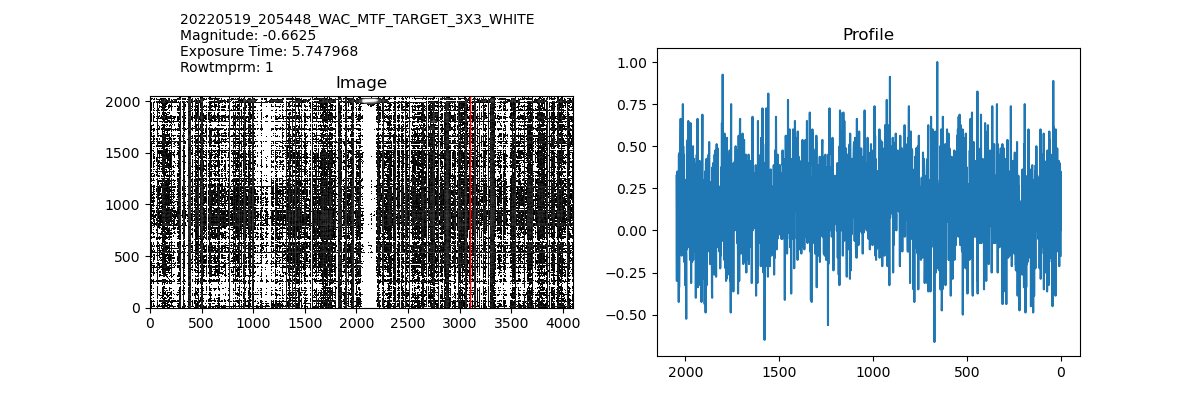 20220519_205448_WAC_MTF_TARGET_3X3_WHITE
Magnitude: -0.6625
Exposure Time: 5.747968
Rowtmprm: 1
Image
2000
1500
1000
500
0
0 500 1000 1500 2000 2500 3000 3500 4000
Profile
1.00
0.75
0.50
0.25
0.00
−0.25
−0.50
2000 1500 1000 500 0